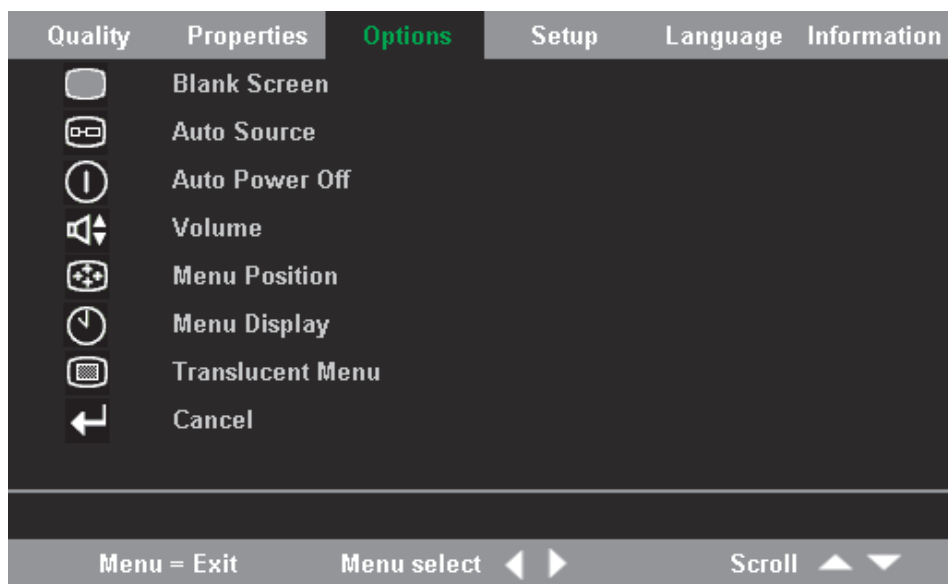 Quality Properties Options Setup Language Information
Blank Screen
Auto Source
Auto Power Off
Volume
Menu Position
Menu Display
Translucent Menu
Cancel
Menu = Exit Menu select Scroll